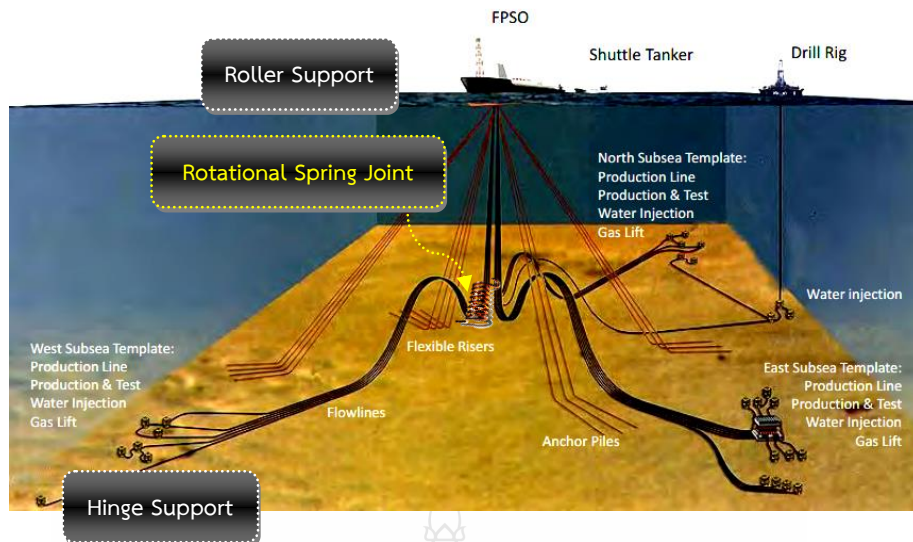 FPSO
Roller Support
Shuttle Tanker
Drill Rig
Rotational Spring Joint
North Subsea Template:
Production Line
Production & Test
Water Injection
Gas Lift
Water injection
West Subsea Template:
Production Line
Production & Test
Water Injection
Gas Lift
Flexible Risers
Flowlines
Anchor Piles
East Subsea Template:
Production Line
Production & Test
Water Injection
Gas Lift
Hinge Support